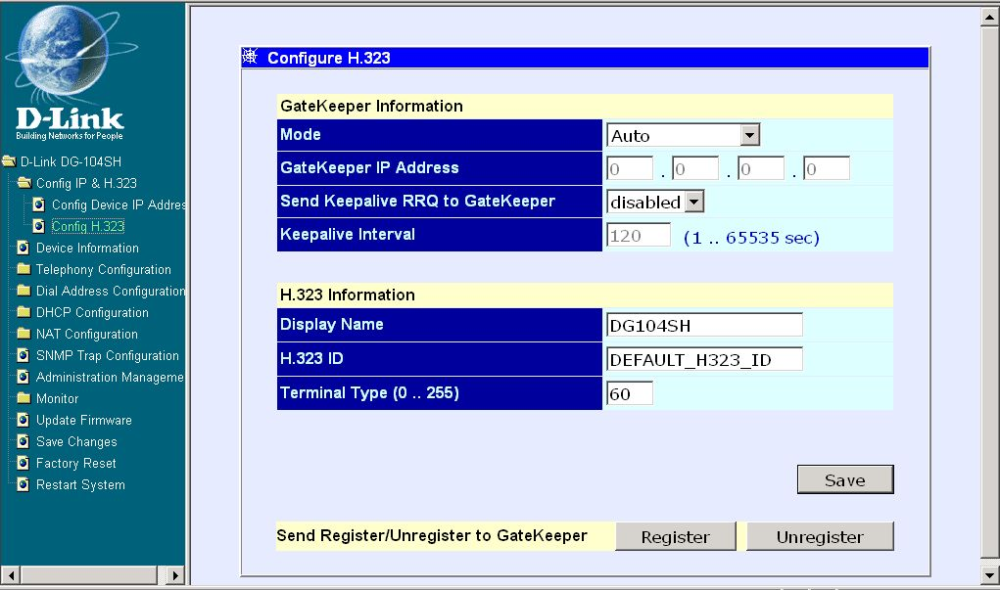 D-Link
Building Networks for People
D-Link DG-104SH
Config IP & H.323
Config Device IP Addres
Config H.323
Device Information
Telephony Configuration
Dial Address Configuration
DHCP Configuration
NAT Configuration
SNMP Trap Configuration
Administration Manageme
Monitor
Update Firmware
Save Changes
Factory Reset
Restart System
Configure H.323
GateKeeper Information
Mode Auto
GateKeeper IP Address 0 . 0 . 0 . 0
Send Keepalive RRQ to GateKeeper disabled
Keepalive Interval 120 (1 .. 65535 sec)
H.323 Information
Display Name DG104SH
H.323 ID DEFAULT_H323_ID
Terminal Type (0 .. 255) 60
Save
Send Register/Unregister to GateKeeper Register Unregister